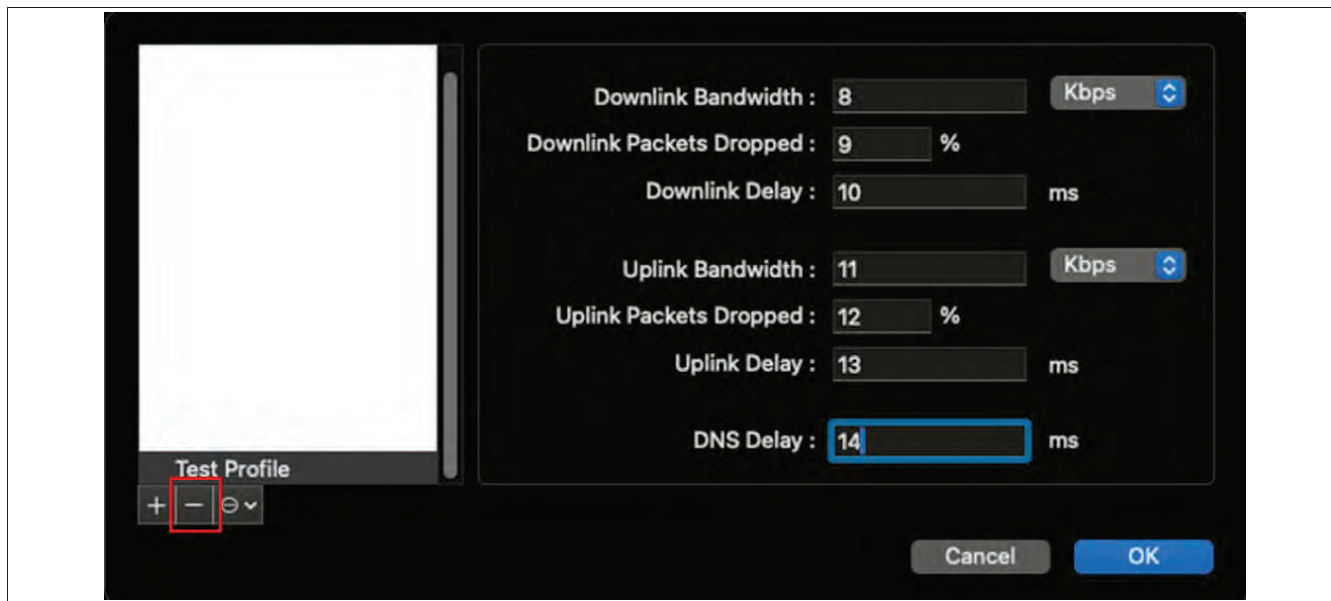 Downlink Bandwidth : 8 Kbps
Downlink Packets Dropped : 9 %
Downlink Delay : 10 ms
Uplink Bandwidth : 11 Kbps
Uplink Packets Dropped : 12 %
Uplink Delay : 13 ms
DNS Delay : 14 ms
Test Profile
+ −
Cancel OK